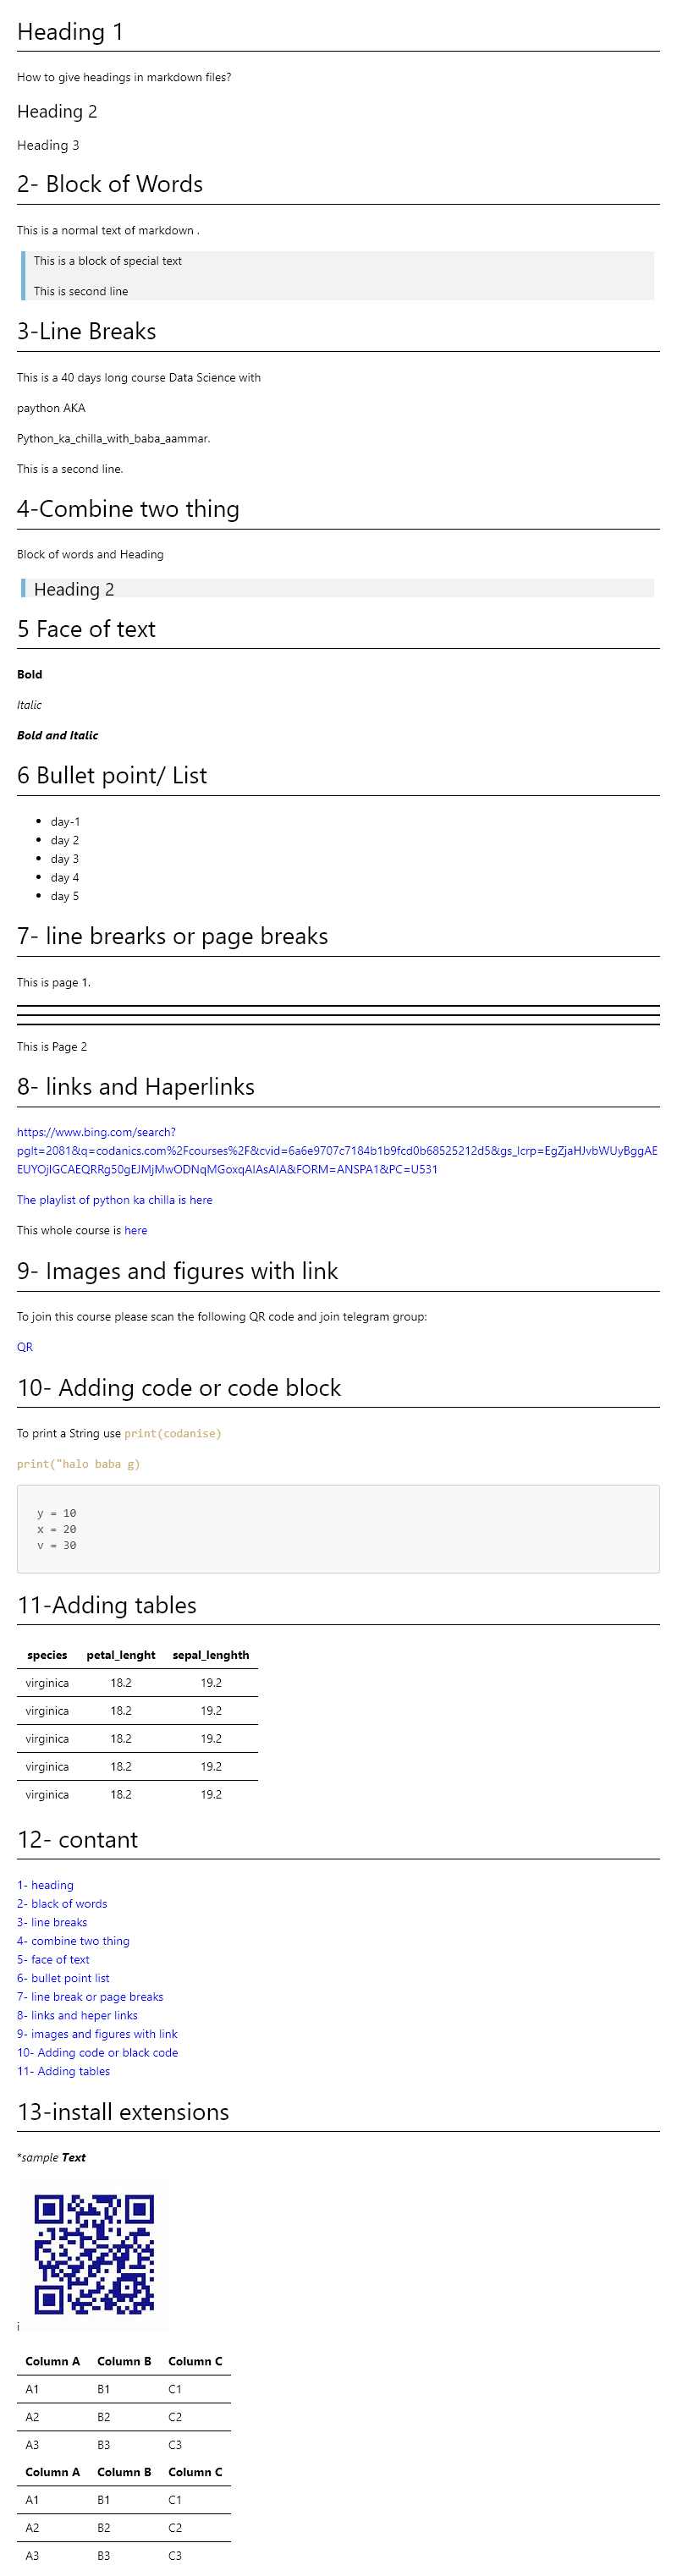 Heading 1
How to give headings in markdown files?
Heading 2
Heading 3
2- Block of Words
This is a normal text of markdown .
This is a block of special text
This is second line
3-Line Breaks
This is a 40 days long course Data Science with
paython AKA
Python_ka_chilla_with_baba_aammar.
This is a second line.
4-Combine two thing
Block of words and Heading
Heading 2
5 Face of text
Bold
Italic
Bold and Italic
6 Bullet point/ List
• day-1
• day 2
• day 3
• day 4
• day 5
7- line brearks or page breaks
This is page 1.
This is Page 2
8- links and Haperlinks
https://www.bing.com/search?
pglt=2081&q=codanics.com%2Fcourses%2F&cvid=6a6e9707c7184b1b9fcd0b68525212d5&gs_lcrp=EgZjaHJvbWUyBggAE
EUYOjIGCAEQRRg50gEJMjMwODNqMGoxqAIAsAIA&FORM=ANSPA1&PC=U531
The playlist of python ka chilla is here
This whole course is here
9- Images and figures with link
To join this course please scan the following QR code and join telegram group:
QR
10- Adding code or code block
To print a String use print(codanise)
print("halo baba g)
y = 10
x = 20
v = 30
11-Adding tables
species petal_lenght sepal_lenghth
virginica 18.2 19.2
virginica 18.2 19.2
virginica 18.2 19.2
virginica 18.2 19.2
virginica 18.2 19.2
12- contant
1- heading
2- black of words
3- line breaks
4- combine two thing
5- face of text
6- bullet point list
7- line break or page breaks
8- links and heper links
9- images and figures with link
10- Adding code or black code
11- Adding tables
13-install extensions
*sample Text
i
Column A Column B Column C
A1 B1 C1
A2 B2 C2
A3 B3 C3
Column A Column B Column C
A1 B1 C1
A2 B2 C2
A3 B3 C3